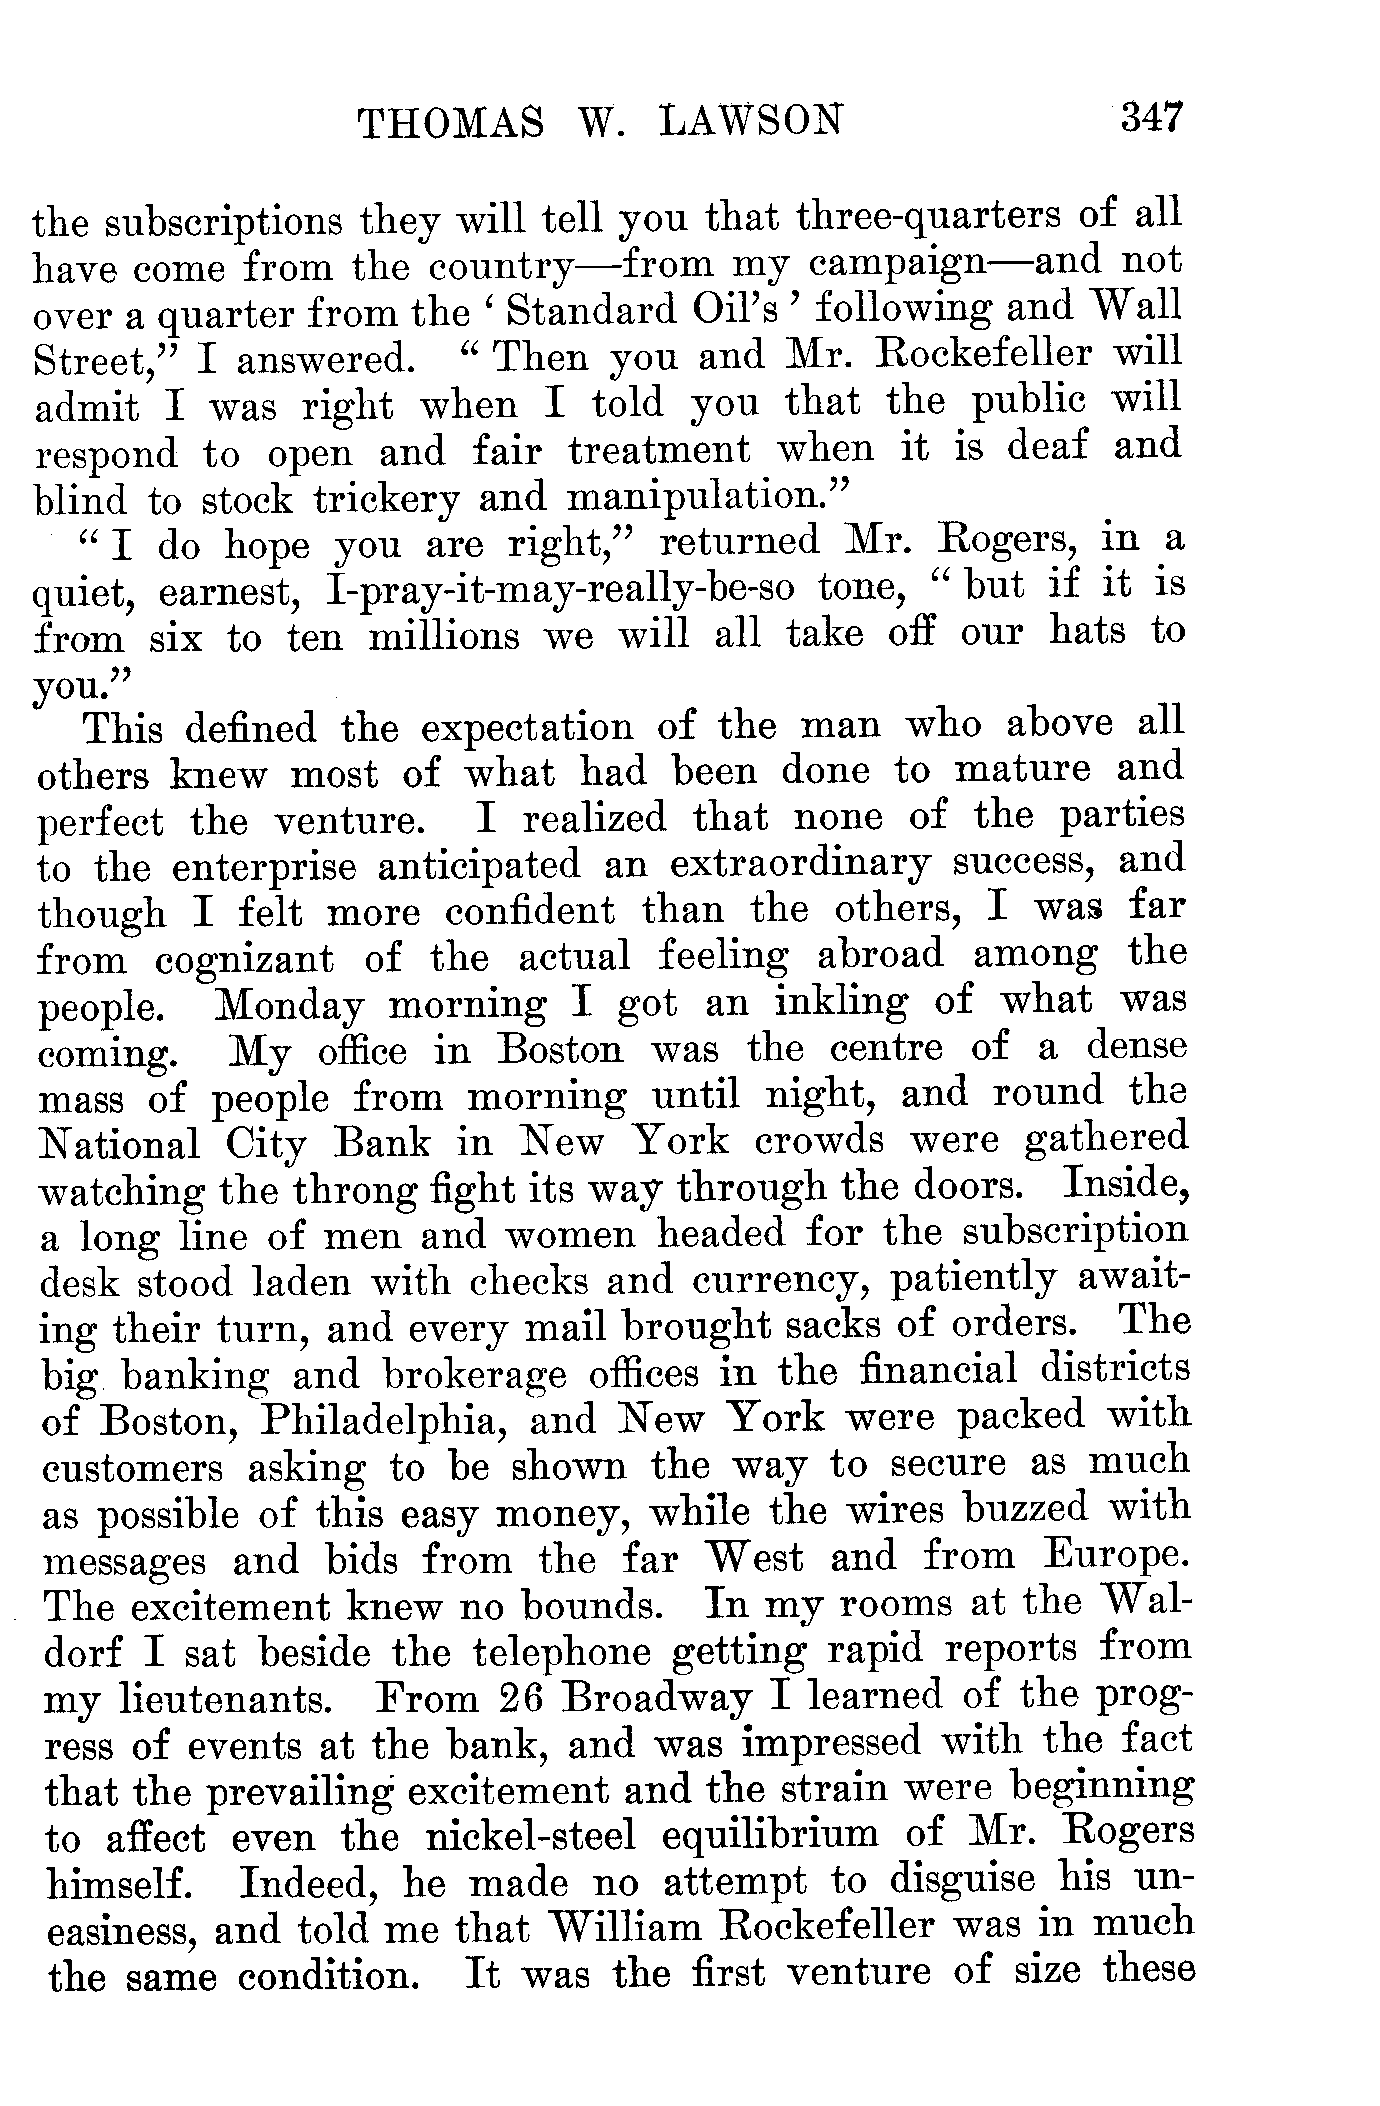 THOMAS W. LAWSON 347
the subscriptions they will tell you that three-quarters of all
have come from the country—from my campaign—and not
over a quarter from the ‘ Standard Oil’s ’ following and Wall
Street,” I answered. “ Then you and Mr. Rockefeller will
admit I was right when I told you that the public will
respond to open and fair treatment when it is deaf and
blind to stock trickery and manipulation.”
“ I do hope you are right,” returned Mr. Rogers, in a
quiet, earnest, I-pray-it-may-really-be-so tone, “ but if it is
from six to ten millions we will all take off our hats to
you.”
This defined the expectation of the man who above all
others knew most of what had been done to mature and
perfect the venture. I realized that none of the parties
to the enterprise anticipated an extraordinary success, and
though I felt more confident than the others, I was far
from cognizant of the actual feeling abroad among the
people. Monday morning I got an inkling of what was
coming. My office in Boston was the centre of a dense
mass of people from morning until night, and round the
National City Bank in New York crowds were gathered
watching the throng fight its way through the doors. Inside,
a long line of men and women headed for the subscription
desk stood laden with checks and currency, patiently await-
ing their turn, and every mail brought sacks of orders. The
big banking and brokerage offices in the financial districts
of Boston, Philadelphia, and New York were packed with
customers asking to be shown the way to secure as much
as possible of this easy money, while the wires buzzed with
messages and bids from the far West and from Europe.
The excitement knew no bounds. In my rooms at the Wal-
dorf I sat beside the telephone getting rapid reports from
my lieutenants. From 26 Broadway I learned of the prog-
ress of events at the bank, and was impressed with the fact
that the prevailing excitement and the strain were beginning
to affect even the nickel-steel equilibrium of Mr. Rogers
himself. Indeed, he made no attempt to disguise his un-
easiness, and told me that William Rockefeller was in much
the same condition. It was the first venture of size these